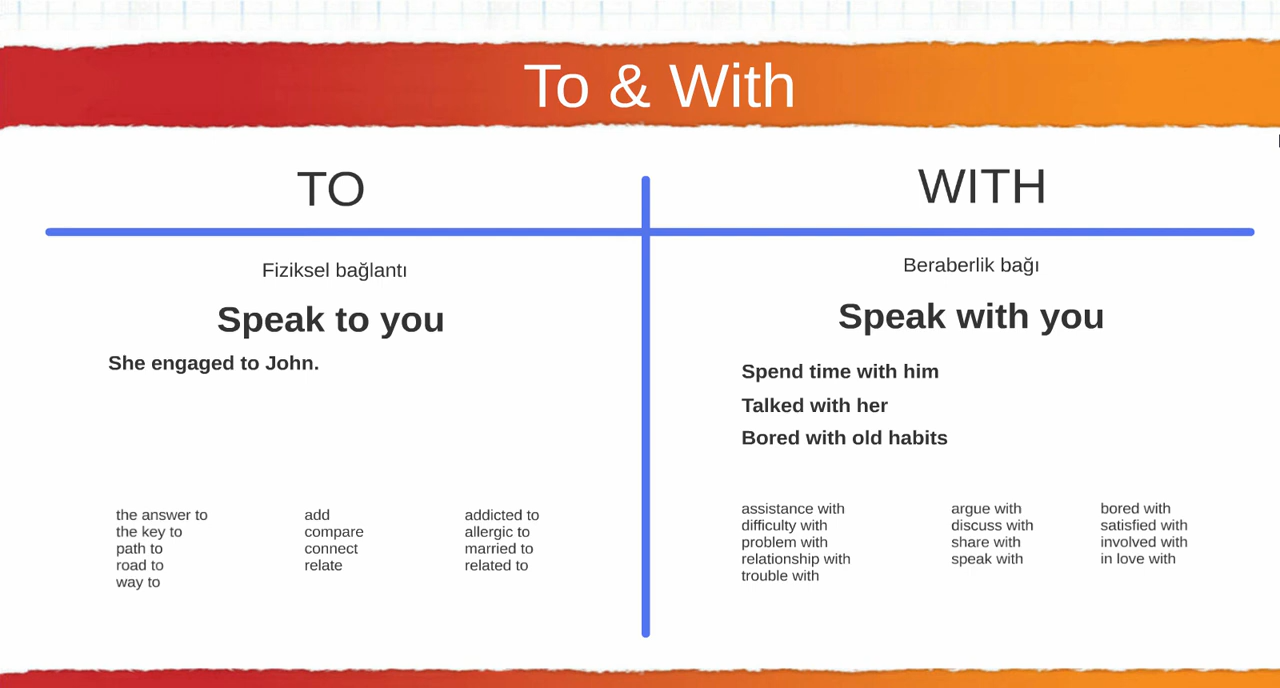 To & With
TO
Fiziksel bağlantı
Speak to you
She engaged to John.
the answer to
the key to
path to
road to
way to
add
compare
connect
relate
addicted to
allergic to
married to
related to
WITH
Beraberlik bağı
Speak with you
Spend time with him
Talked with her
Bored with old habits
assistance with
difficulty with
problem with
relationship with
trouble with
argue with
discuss with
share with
speak with
bored with
satisfied with
involved with
in love with